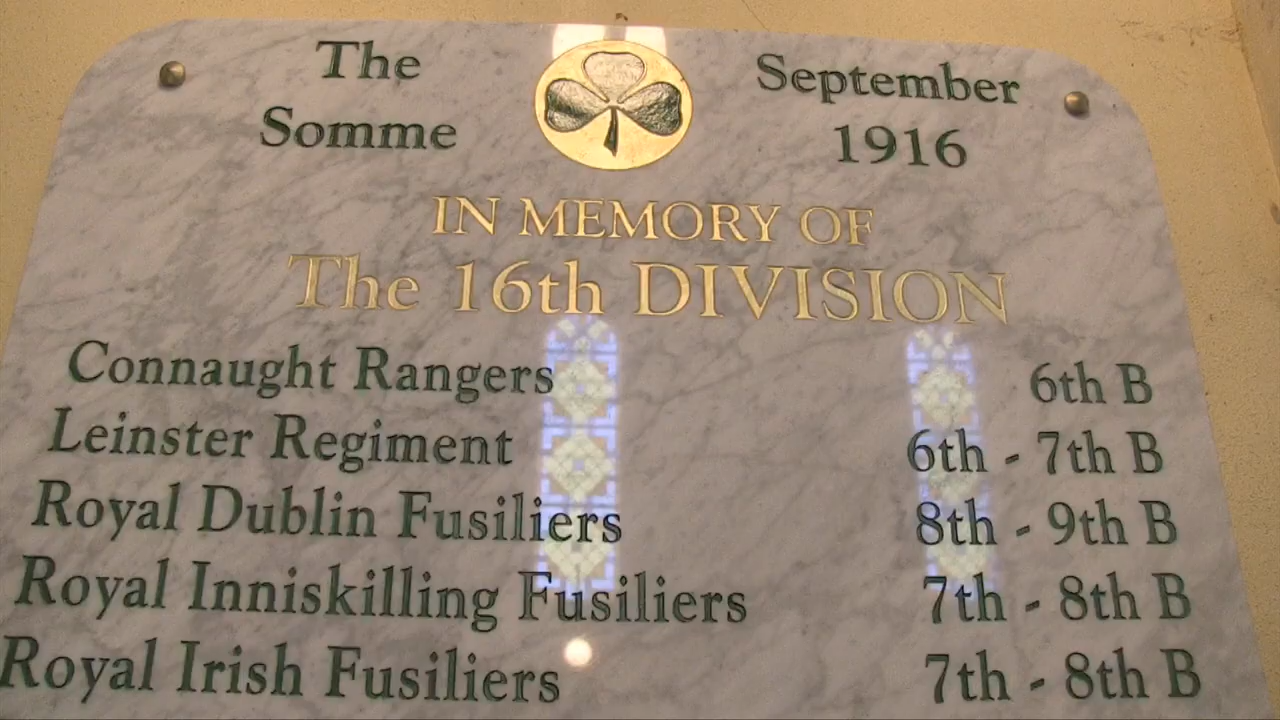 The
Somme
September
1916
IN MEMORY OF
The 16th DIVISION
Connaught Rangers 6th B
Leinster Regiment 6th - 7th B
Royal Dublin Fusiliers 8th - 9th B
Royal Inniskilling Fusiliers 7th - 8th B
Royal Irish Fusiliers 7th - 8th B